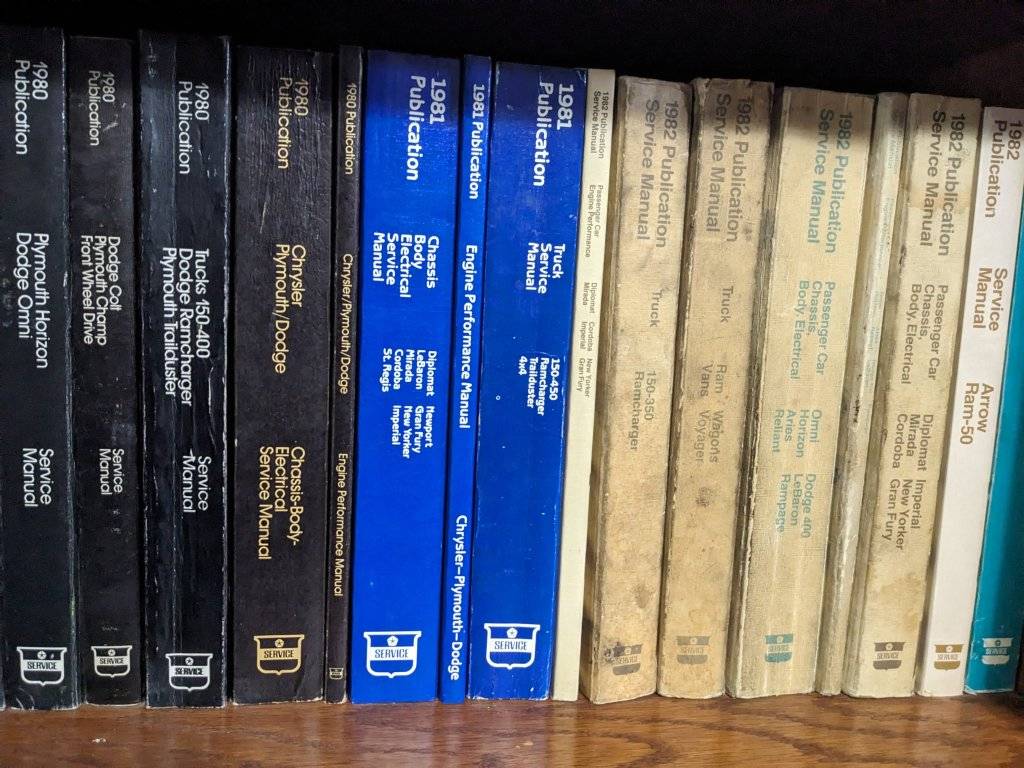 1980
Publication
Plymouth Horizon
Dodge Omni
Service
Manual
SERVICE
1980
Publication
Dodge Colt
Plymouth Champ
Front Wheel Drive
Service
Manual
SERVICE
1980
Publication
Trucks 150-400
Dodge Ramcharger
Plymouth Trailduster
Service
Manual
SERVICE
1980
Publication
Chrysler
Plymouth/Dodge
Chassis-Body-
Electrical
Service Manual
SERVICE
1980 Publication
Chrysler/Plymouth/Dodge
Engine Performance Manual
1981
Publication
Chassis
Body
Electrical
Service
Manual
Diplomat
LeBaron
Mirada
Cordoba
St. Regis
Newport
Gran Fury
New Yorker
Imperial
SERVICE
1981 Publication
Engine Performance Manual
Chrysler-Plymouth-Dodge
1981
Publication
Truck
Service
Manual
150-450
Ramcharger
Trailduster
4x4
SERVICE
1982 Publication
Service Manual
Passenger Car
Engine Performance
Diplomat
Mirada
Cordoba
Imperial
New Yorker
Gran Fury
1982 Publication
Service Manual
Truck
150-350
Ramcharger
SERVICE
1982 Publication
Service Manual
Truck
Ram
Vans
Wagons
Voyager
SERVICE
1982 Publication
Service Manual
Passenger Car
Chassis,
Body, Electrical
Omni
Horizon
Aries
Reliant
Dodge 400
LeBaron
Rampage
SERVICE
1982 Publication
Service Manual
Passenger Car
Chassis,
Body, Electrical
Diplomat
Mirada
Cordoba
Imperial
New Yorker
Gran Fury
SERVICE
1982
Publication
Service
Manual
Arrow
Ram-50
SERVICE
SERVICE